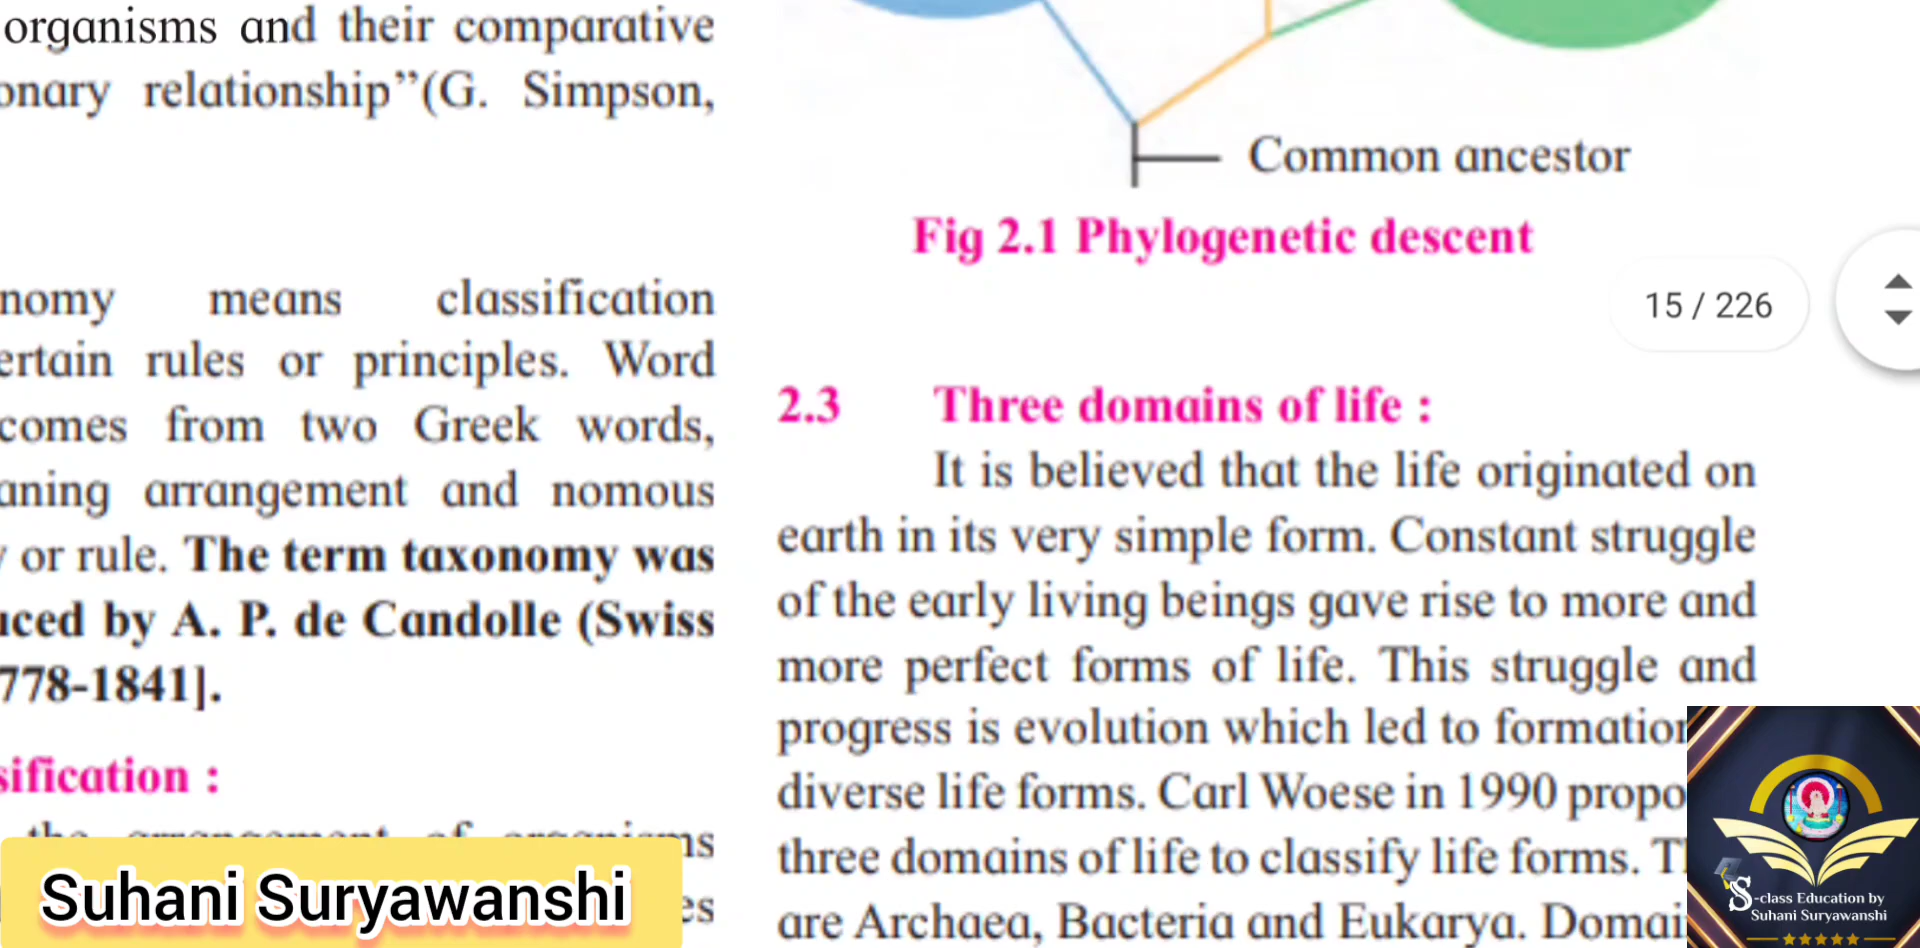 organisms and their comparative
relationship”(G. Simpson,
means classification
rules or principles. Word
comes from two Greek words,
arrangement and nomous
or rule. The term taxonomy was
by A. P. de Candolle (Swiss
778-1841].
sification :
the arrangement of organisms
Suhani Suryawanshi
Common ancestor
Fig 2.1 Phylogenetic descent
15 / 226
2.3 Three domains of life :
It is believed that the life originated on
earth in its very simple form. Constant struggle
of the early living beings gave rise to more and
more perfect forms of life. This struggle and
progress is evolution which led to formation
diverse life forms. Carl Woese in 1990 propo
three domains of life to classify life forms. T
are Archaea, Bacteria and Eukarya. Domai
S-class Education by
Suhani Suryawanshi